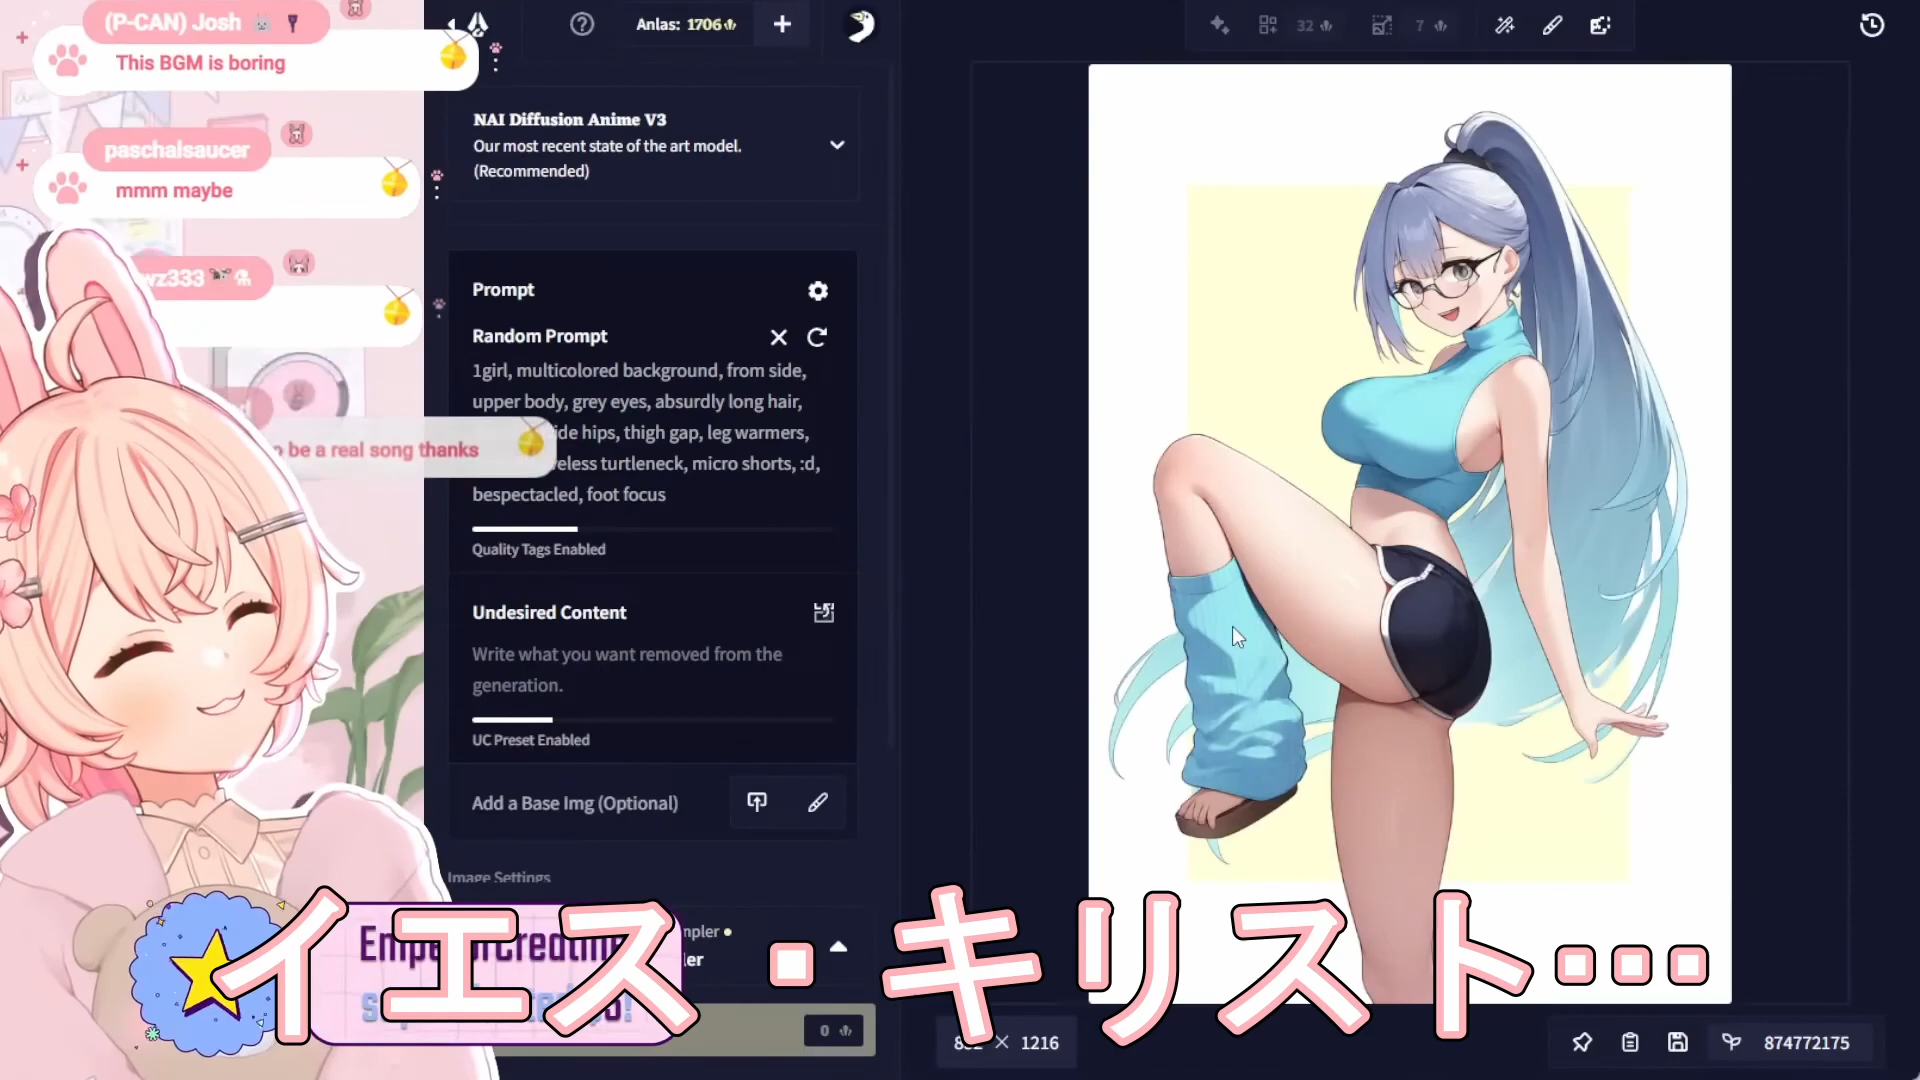 (P-CAN) Josh
This BGM is boring
paschalsaucer
mmm maybe
wz333
be a real song thanks
Anlas: 1706
32
7
NAI Diffusion Anime V3
Our most recent state of the art model.
(Recommended)
Prompt
Random Prompt
1girl, multicolored background, from side,
upper body, grey eyes, absurdly long hair,
hips, thigh gap, leg warmers,
turtleneck, micro shorts, :d,
bespectacled, foot focus
Quality Tags Enabled
Undesired Content
Write what you want removed from the
generation.
UC Preset Enabled
Add a Base Img (Optional)
Image Settings
イエス・キリスト…
0
× 1216
874772175